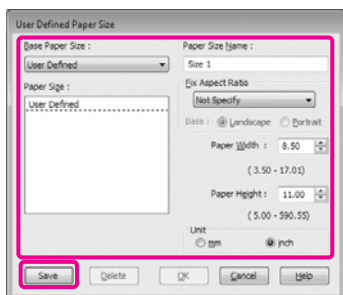 User Defined Paper Size
Base Paper Size :
User Defined
Paper Size :
User Defined
Paper Size Name :
Size 1
Fix Aspect Ratio
Not Specify
Base : Landscape Portrait
Paper Width : 8.50
(3.50 - 17.01)
Paper Height : 11.00
(5.00 - 590.55)
Unit
mm inch
Save Delete OK Cancel Help